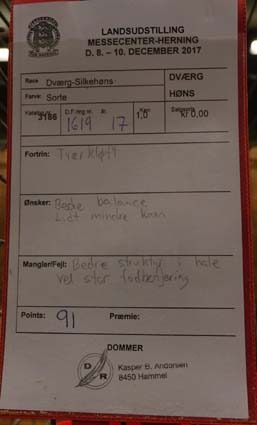 LANDSUDSTILLING
MESSECENTER-HERNING
D. 8. – 10. DECEMBER 2017
Race Dværg-Silkehøns
DVÆRG
Farve: Sorte
HØNS
Katalog nr. 3186
D.F. ring nr. 1619 år. 17
Køn 1,0
Salgspris kr 0,00
Fortrin:
Ønsker: Bedre balance
Lidt mindre kam
Mangler/Fejl: Bedre struktur i hale
vel stor fodbefjering
Points: 91 Præmie:
DOMMER
D R
Kasper B. Andersen
8450 Hammel